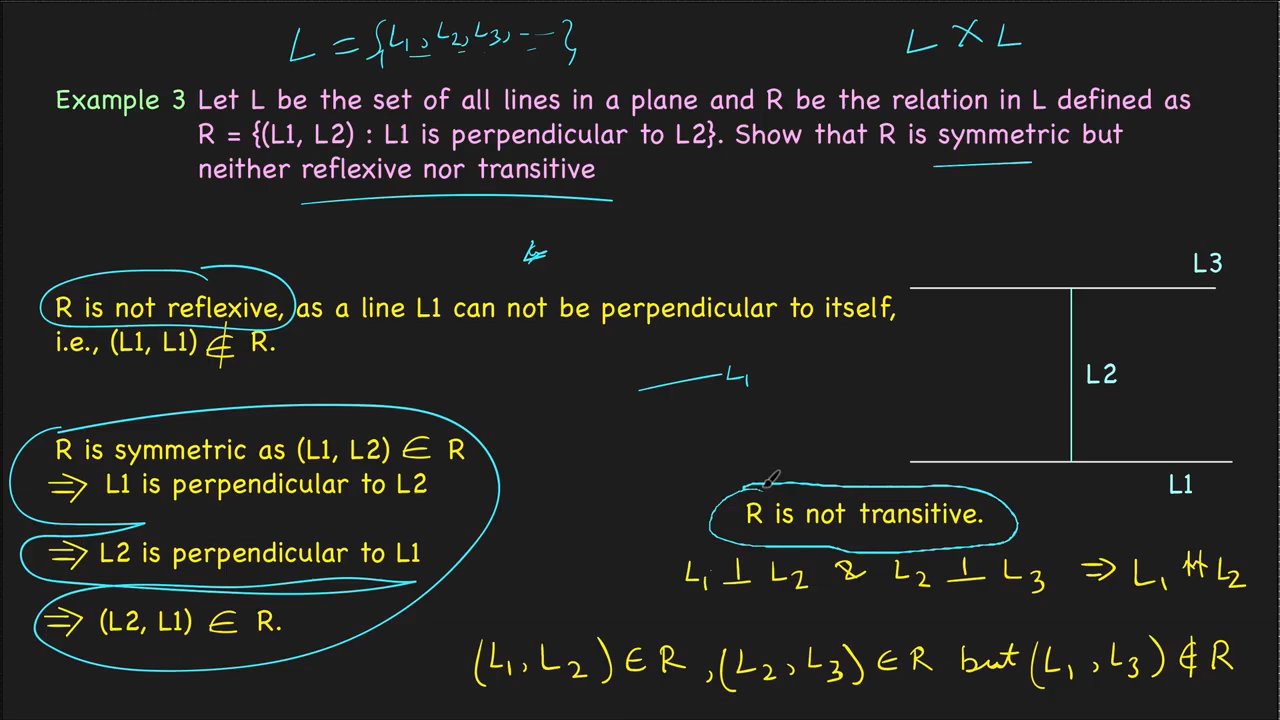 L = {L₁, L₂, L₃, ---}
L × L
Example 3 Let L be the set of all lines in a plane and R be the relation in L defined as
R = {(L1, L2) : L1 is perpendicular to L2}. Show that R is symmetric but
neither reflexive nor transitive
R is not reflexive, as a line L1 can not be perpendicular to itself,
i.e., (L1, L1) ∉ R.
L₁
R is symmetric as (L1, L2) ∈ R
⇒ L1 is perpendicular to L2
⇒ L2 is perpendicular to L1
⇒ (L2, L1) ∈ R.
L3
L2
L1
R is not transitive.
L₁ ⊥ L₂ & L₂ ⊥ L₃ ⇒ L₁ L₂
(L₁, L₂) ∈ R, (L₂, L₃) ∈ R but (L₁, L₃) ∉ R